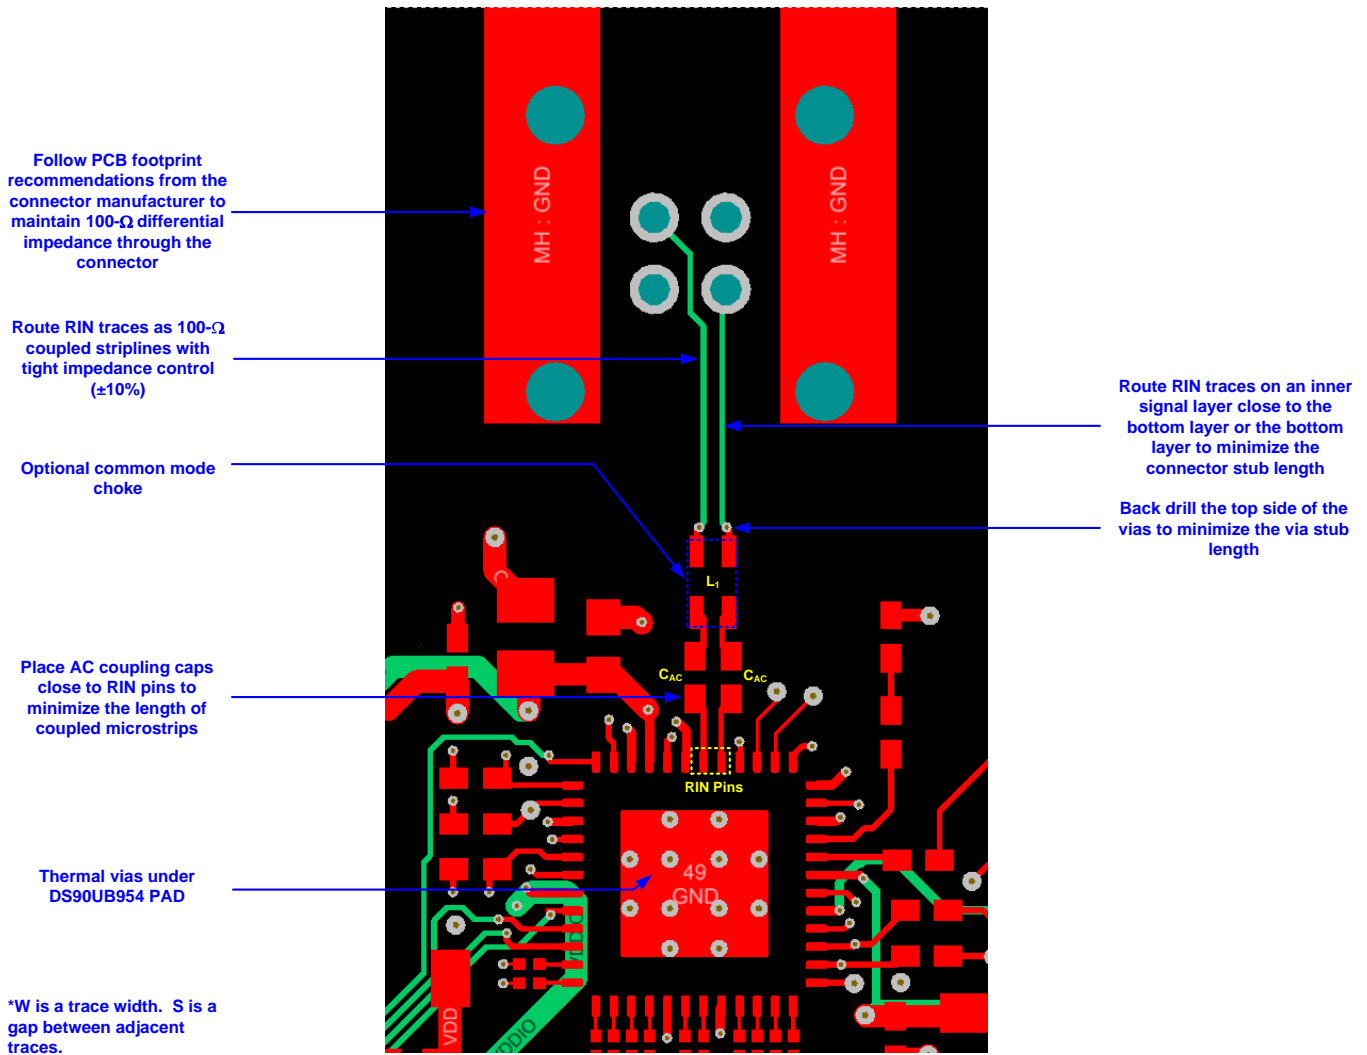 Follow PCB footprint
recommendations from the
connector manufacturer to
maintain 100-Ω differential
impedance through the
connector
Route RIN traces as 100-Ω
coupled striplines with
tight impedance control
(±10%)
Optional common mode
choke
Place AC coupling caps
close to RIN pins to
minimize the length of
coupled microstrips
Thermal vias under
DS90UB954 PAD
*W is a trace width. S is a
gap between adjacent
traces.
MH : GND
MH : GND
L1
CAC
CAC
RIN Pins
49
GND
VDDIO
VDD
VDDIO
Route RIN traces on an inner
signal layer close to the
bottom layer or the bottom
layer to minimize the
connector stub length
Back drill the top side of the
vias to minimize the via stub
length